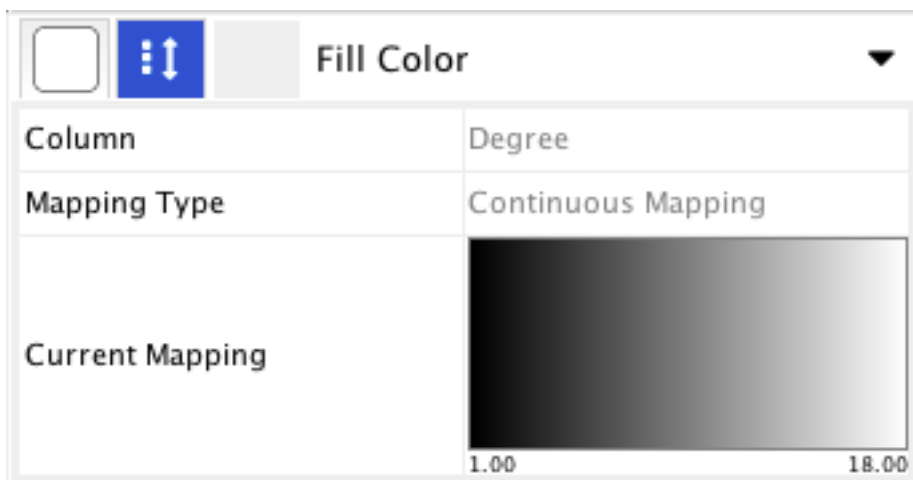 Fill Color
Column Degree
Mapping Type Continuous Mapping
Current Mapping
1.00 18.00